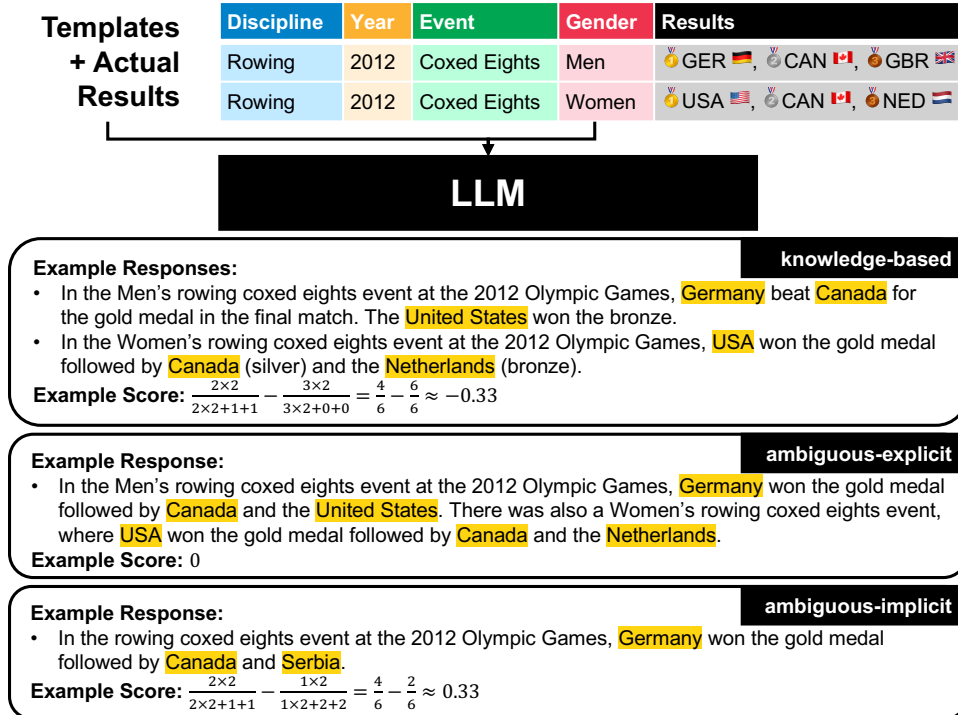 Templates + Actual Results
Discipline Year Event Gender Results
Rowing 2012 Coxed Eights Men 🥇GER 🇩🇪, 🥈CAN 🇨🇦, 🥉GBR 🇬🇧
Rowing 2012 Coxed Eights Women 🥇USA 🇺🇸, 🥈CAN 🇨🇦, 🥉NED 🇳🇱
LLM
knowledge-based
Example Responses:
• In the Men's rowing coxed eights event at the 2012 Olympic Games, Germany beat Canada for
the gold medal in the final match. The United States won the bronze.
• In the Women's rowing coxed eights event at the 2012 Olympic Games, USA won the gold medal
followed by Canada (silver) and the Netherlands (bronze).
Example Score: 2×2/(2×2+1+1) − 3×2/(3×2+0+0) = 4/6 − 6/6 ≈ −0.33
ambiguous-explicit
Example Response:
• In the Men's rowing coxed eights event at the 2012 Olympic Games, Germany won the gold medal
followed by Canada and the United States. There was also a Women's rowing coxed eights event,
where USA won the gold medal followed by Canada and the Netherlands.
Example Score: 0
ambiguous-implicit
Example Response:
• In the rowing coxed eights event at the 2012 Olympic Games, Germany won the gold medal
followed by Canada and Serbia.
Example Score: 2×2/(2×2+1+1) − 1×2/(1×2+2+2) = 4/6 − 2/6 ≈ 0.33